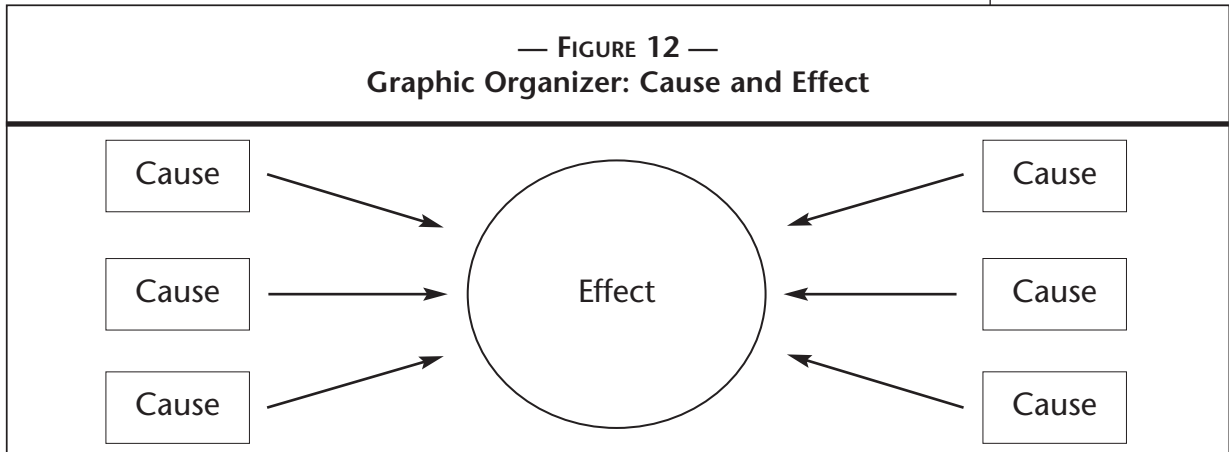 — FIGURE 12 —
Graphic Organizer: Cause and Effect
Cause
Cause
Cause
Effect
Cause
Cause
Cause